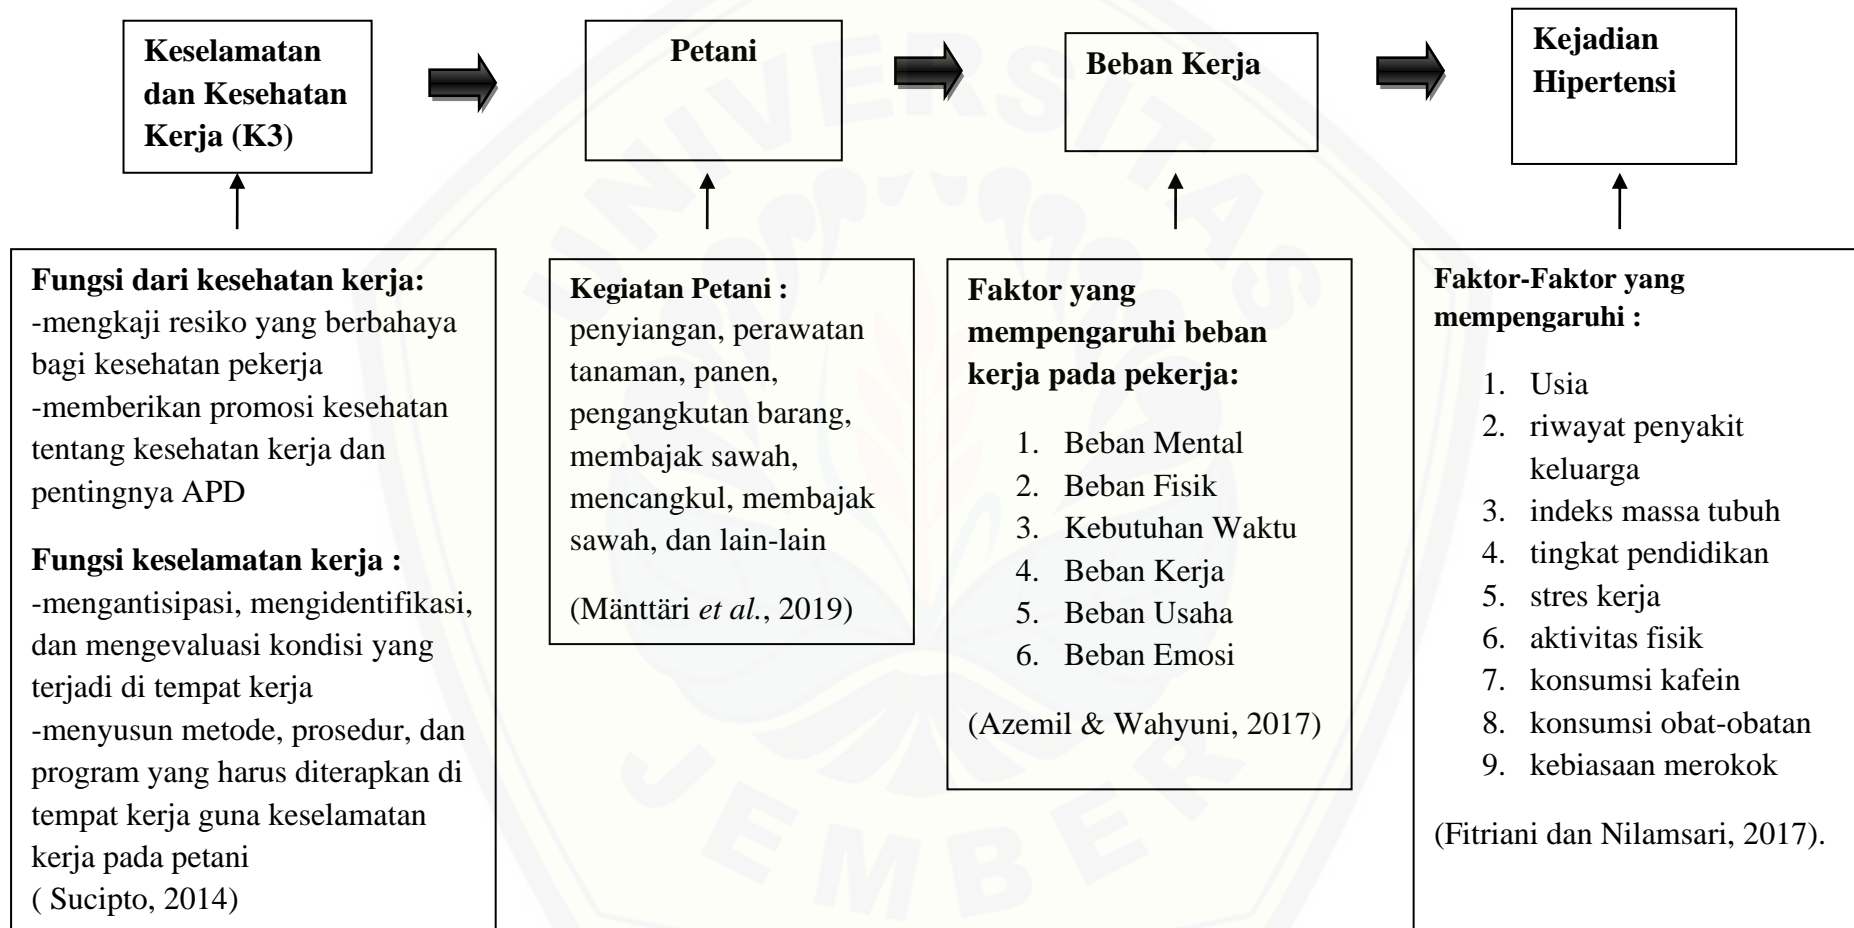 Keselamatan
dan Kesehatan
Kerja (K3)
Petani
Beban Kerja
Kejadian
Hipertensi
Fungsi dari kesehatan kerja:
-mengkaji resiko yang berbahaya
bagi kesehatan pekerja
-memberikan promosi kesehatan
tentang kesehatan kerja dan
pentingnya APD
Fungsi keselamatan kerja :
-mengantisipasi, mengidentifikasi,
dan mengevaluasi kondisi yang
terjadi di tempat kerja
-menyusun metode, prosedur, dan
program yang harus diterapkan di
tempat kerja guna keselamatan
kerja pada petani
( Sucipto, 2014)
Kegiatan Petani :
penyiangan, perawatan
tanaman, panen,
pengangkutan barang,
membajak sawah,
mencangkul, membajak
sawah, dan lain-lain
(Mänttäri et al., 2019)
Faktor yang
mempengaruhi beban
kerja pada pekerja:
1. Beban Mental
2. Beban Fisik
3. Kebutuhan Waktu
4. Beban Kerja
5. Beban Usaha
6. Beban Emosi
(Azemil & Wahyuni, 2017)
Faktor-Faktor yang
mempengaruhi :
1. Usia
2. riwayat penyakit
keluarga
3. indeks massa tubuh
4. tingkat pendidikan
5. stres kerja
6. aktivitas fisik
7. konsumsi kafein
8. konsumsi obat-obatan
9. kebiasaan merokok
(Fitriani dan Nilamsari, 2017).
UNIVERSITAS
JEMBER